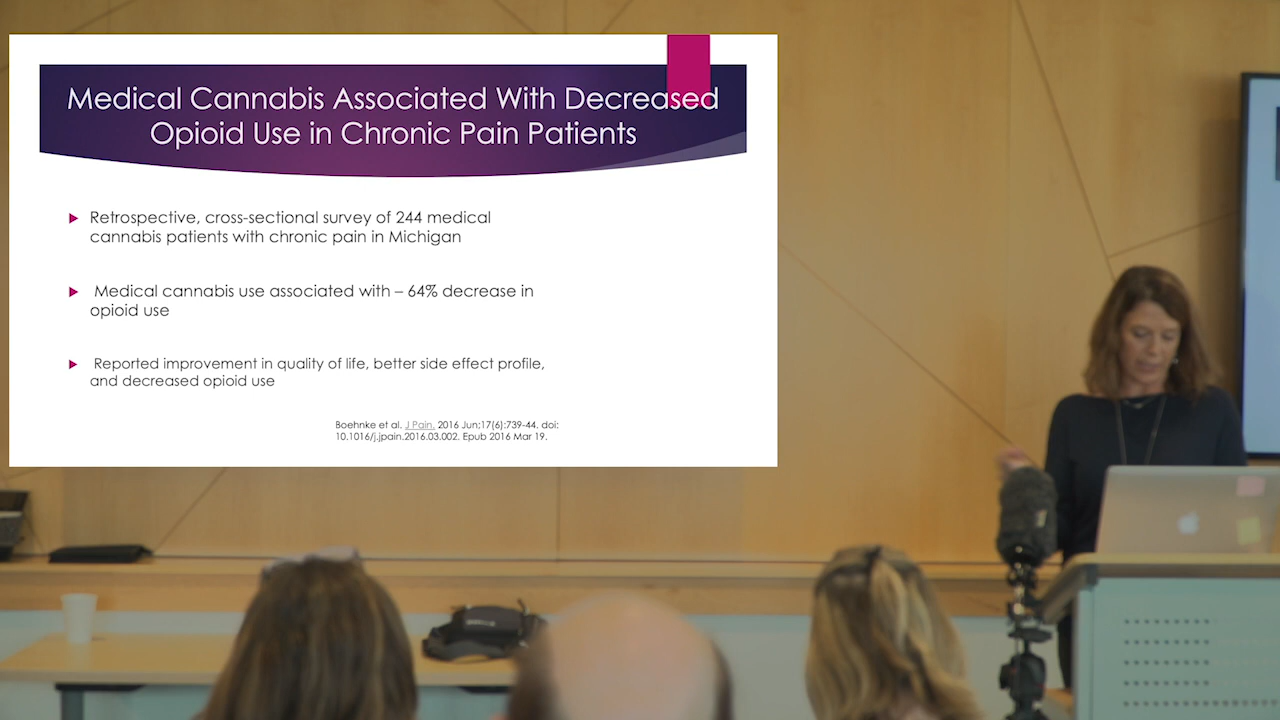 Medical Cannabis Associated With Decreased
Opioid Use in Chronic Pain Patients
Retrospective, cross-sectional survey of 244 medical
cannabis patients with chronic pain in Michigan
Medical cannabis use associated with – 64% decrease in
opioid use
Reported improvement in quality of life, better side effect profile,
and decreased opioid use
Boehnke et al. J Pain. 2016 Jun;17(6):739-44. doi:
10.1016/j.jpain.2016.03.002. Epub 2016 Mar 19.